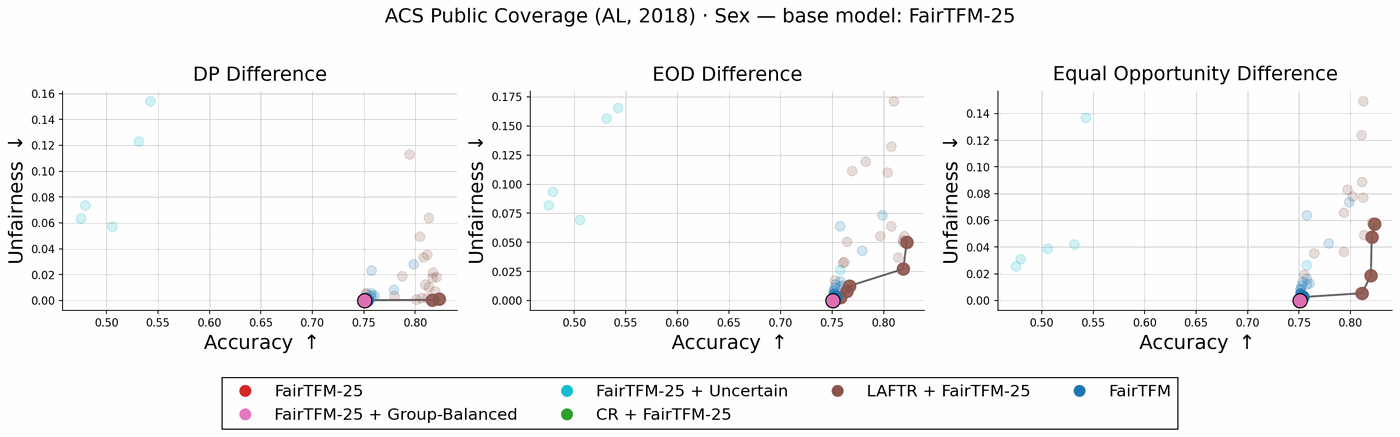 ACS Public Coverage (AL, 2018) · Sex — base model: FairTFM-25
DP Difference
EOD Difference
Equal Opportunity Difference
Unfairness ↓
0.16
0.14
0.12
0.10
0.08
0.06
0.04
0.02
0.00
0.50 0.55 0.60 0.65 0.70 0.75 0.80
Accuracy ↑
Unfairness ↓
0.175
0.150
0.125
0.100
0.075
0.050
0.025
0.000
0.50 0.55 0.60 0.65 0.70 0.75 0.80
Accuracy ↑
Unfairness ↓
0.14
0.12
0.10
0.08
0.06
0.04
0.02
0.00
0.50 0.55 0.60 0.65 0.70 0.75 0.80
Accuracy ↑
FairTFM-25 FairTFM-25 + Uncertain LAFTR + FairTFM-25 FairTFM
FairTFM-25 + Group-Balanced CR + FairTFM-25